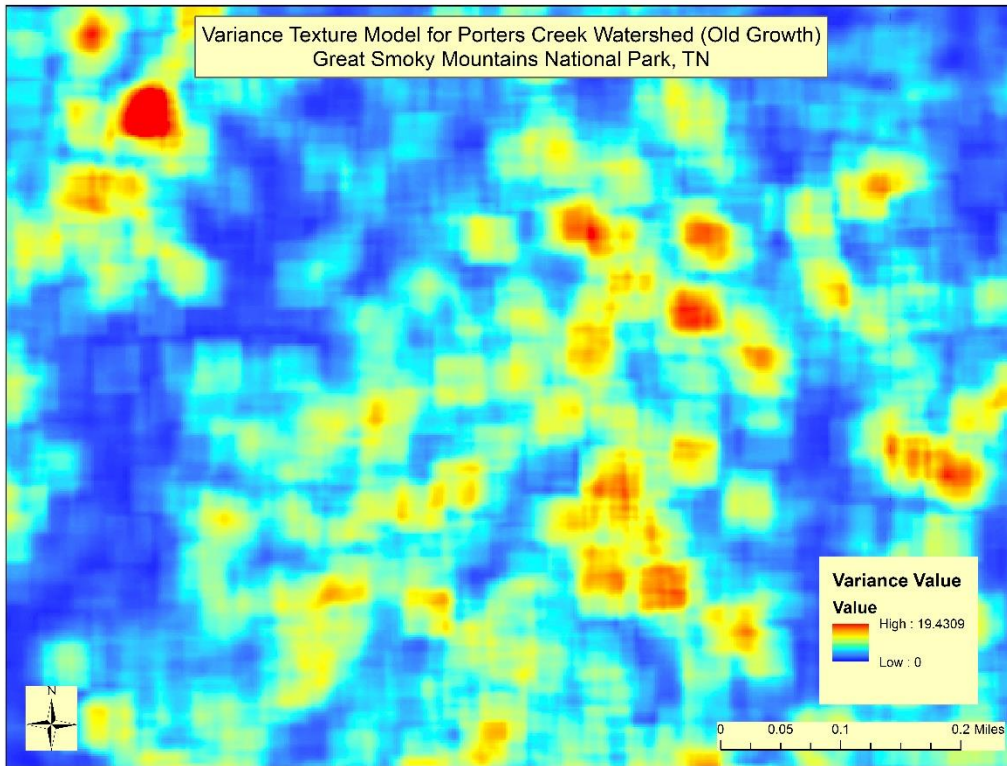 Variance Texture Model for Porters Creek Watershed (Old Growth)
Great Smoky Mountains National Park, TN
Variance Value
Value
High : 19.4309
Low : 0
N
0 0.05 0.1 0.2 Miles